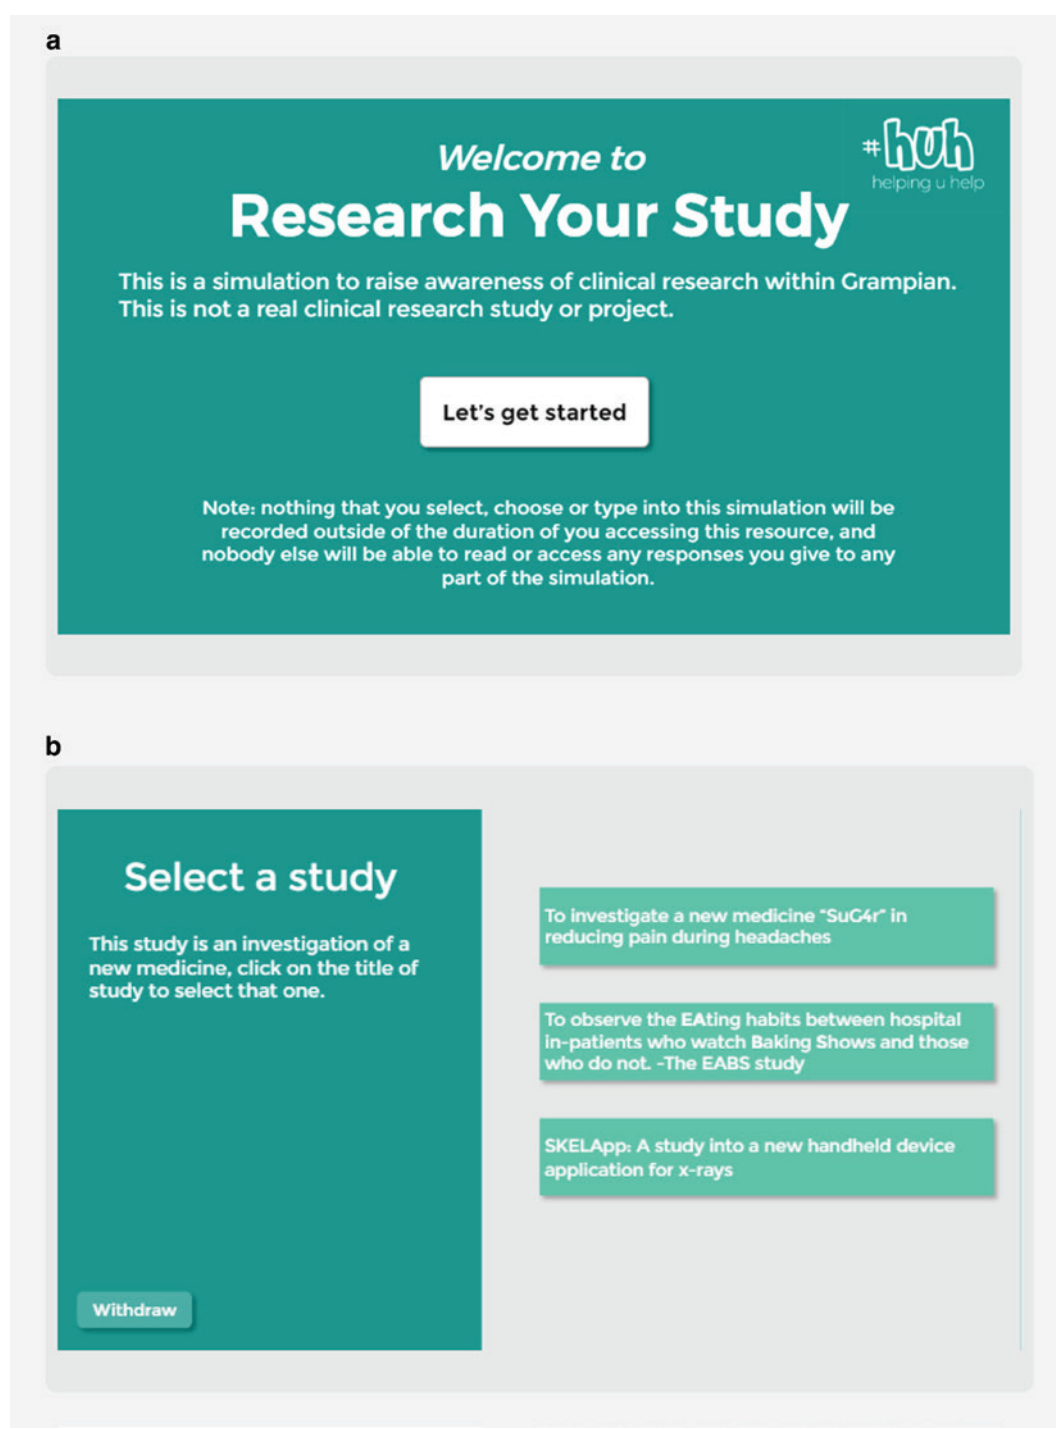 a
Welcome to
#huh
helping u help
Research Your Study
This is a simulation to raise awareness of clinical research within Grampian.
This is not a real clinical research study or project.
Let's get started
Note: nothing that you select, choose or type into this simulation will be
recorded outside of the duration of you accessing this resource, and
nobody else will be able to read or access any responses you give to any
part of the simulation.
b
Select a study
This study is an investigation of a
new medicine, click on the title of
study to select that one.
Withdraw
To investigate a new medicine "SuG4r" in
reducing pain during headaches
To observe the EAting habits between hospital
in-patients who watch Baking Shows and those
who do not. -The EABS study
SKELApp: A study into a new handheld device
application for x-rays